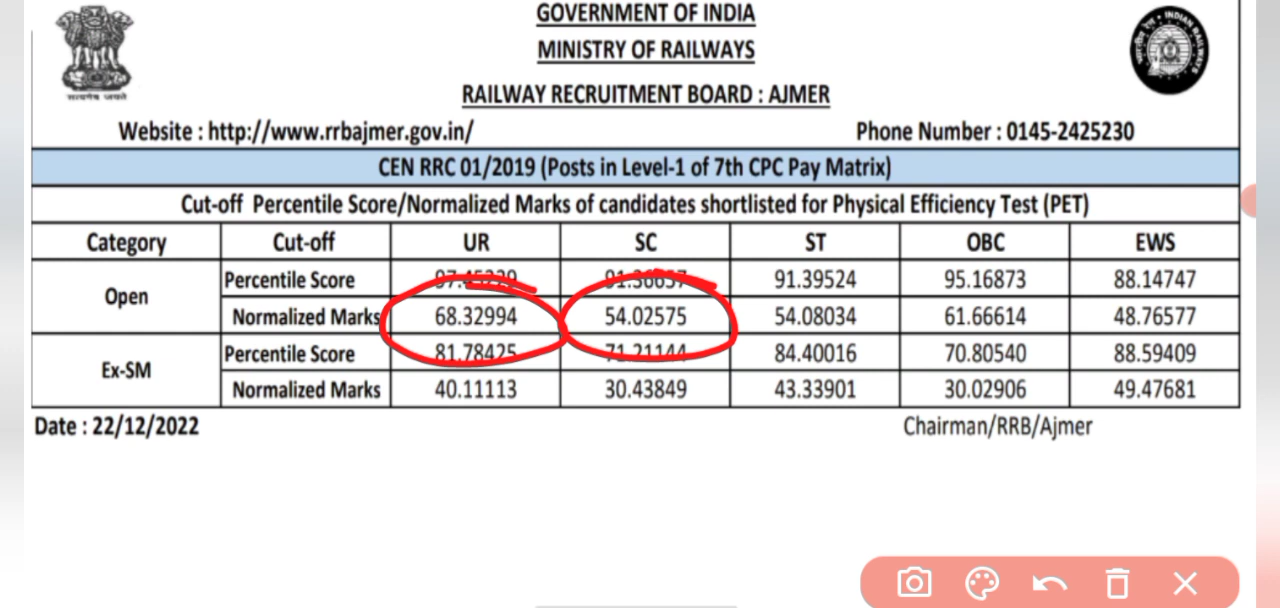 GOVERNMENT OF INDIA
MINISTRY OF RAILWAYS
RAILWAY RECRUITMENT BOARD : AJMER
सत्यमेव जयते
Website : http://www.rrbajmer.gov.in/ Phone Number : 0145-2425230
CEN RRC 01/2019 (Posts in Level-1 of 7th CPC Pay Matrix)
Cut-off Percentile Score/Normalized Marks of candidates shortlisted for Physical Efficiency Test (PET)
Category Cut-off UR SC ST OBC EWS
Open Percentile Score 91.39524 95.16873 88.14747
Normalized Marks 68.32994 54.02575 54.08034 61.66614 48.76577
Ex-SM Percentile Score 81.78425 71.21144 84.40016 70.80540 88.59409
Normalized Marks 40.11113 30.43849 43.33901 30.02906 49.47681
Date : 22/12/2022 Chairman/RRB/Ajmer